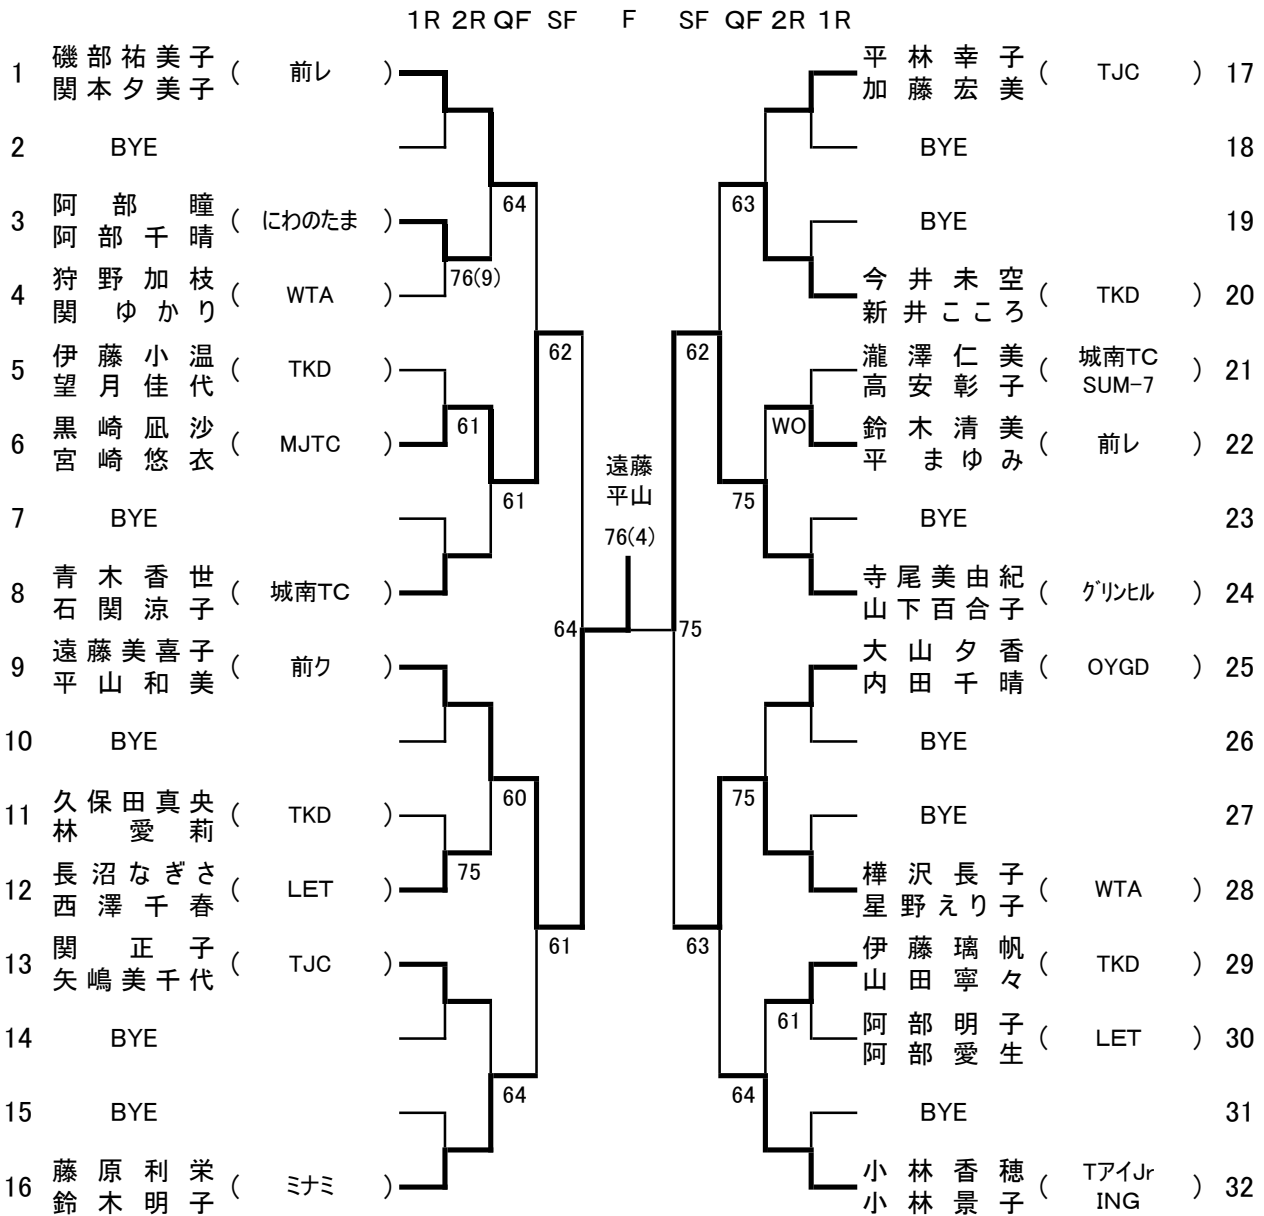 1R 2R QF SF F SF QF 2R 1R
1 磯部祐美子 関本夕美子 ( 前レ )
2 BYE
3 阿部瞳 阿部千晴 ( にわのたま )
4 狩野加枝 関ゆかり ( WTA )
5 伊藤小温 望月佳代 ( TKD )
6 黒崎凪沙 宮崎悠衣 ( MJTC )
7 BYE
8 青木香世 石関涼子 ( 城南TC )
9 遠藤美喜子 平山和美 ( 前ク )
10 BYE
11 久保田真央 林愛莉 ( TKD )
12 長沼なぎさ 西澤千春 ( LET )
13 関正子 矢嶋美千代 ( TJC )
14 BYE
15 BYE
16 藤原利栄 鈴木明子 ( ミナミ )
76(9)
61
75
64
61
60
64
62
61
64
遠藤
平山
76(4)
75
62
63
63
75
75
64
WO
61
平林幸子 加藤宏美 ( TJC ) 17
BYE 18
BYE 19
今井未空 新井こころ ( TKD ) 20
瀧澤仁美 高安彰子 ( 城南TC SUM-7 ) 21
鈴木清美 平まゆみ ( 前レ ) 22
BYE 23
寺尾美由紀 山下百合子 ( グリンヒル ) 24
大山夕香 内田千晴 ( OYGD ) 25
BYE 26
BYE 27
樺沢長子 星野えり子 ( WTA ) 28
伊藤璃帆 山田寧々 ( TKD ) 29
阿部明子 阿部愛生 ( LET ) 30
BYE 31
小林香穂 小林景子 ( TアイJr ING ) 32